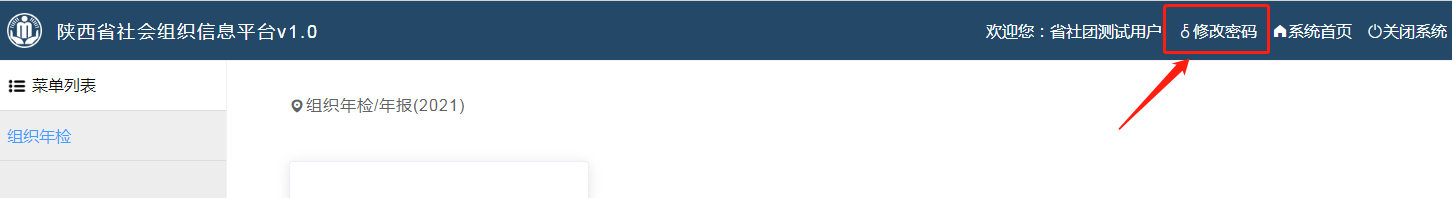 陕西省社会组织信息平台v1.0 欢迎您：省社团测试用户 修改密码 系统首页 关闭系统
菜单列表
组织年检/年报(2021)
组织年检